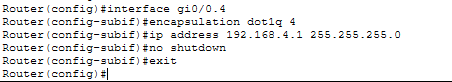 Router(config)#interface gi0/0.4
Router(config-subif)#encapsulation dot1q 4
Router(config-subif)#ip address 192.168.4.1 255.255.255.0
Router(config-subif)#no shutdown
Router(config-subif)#exit
Router(config)#